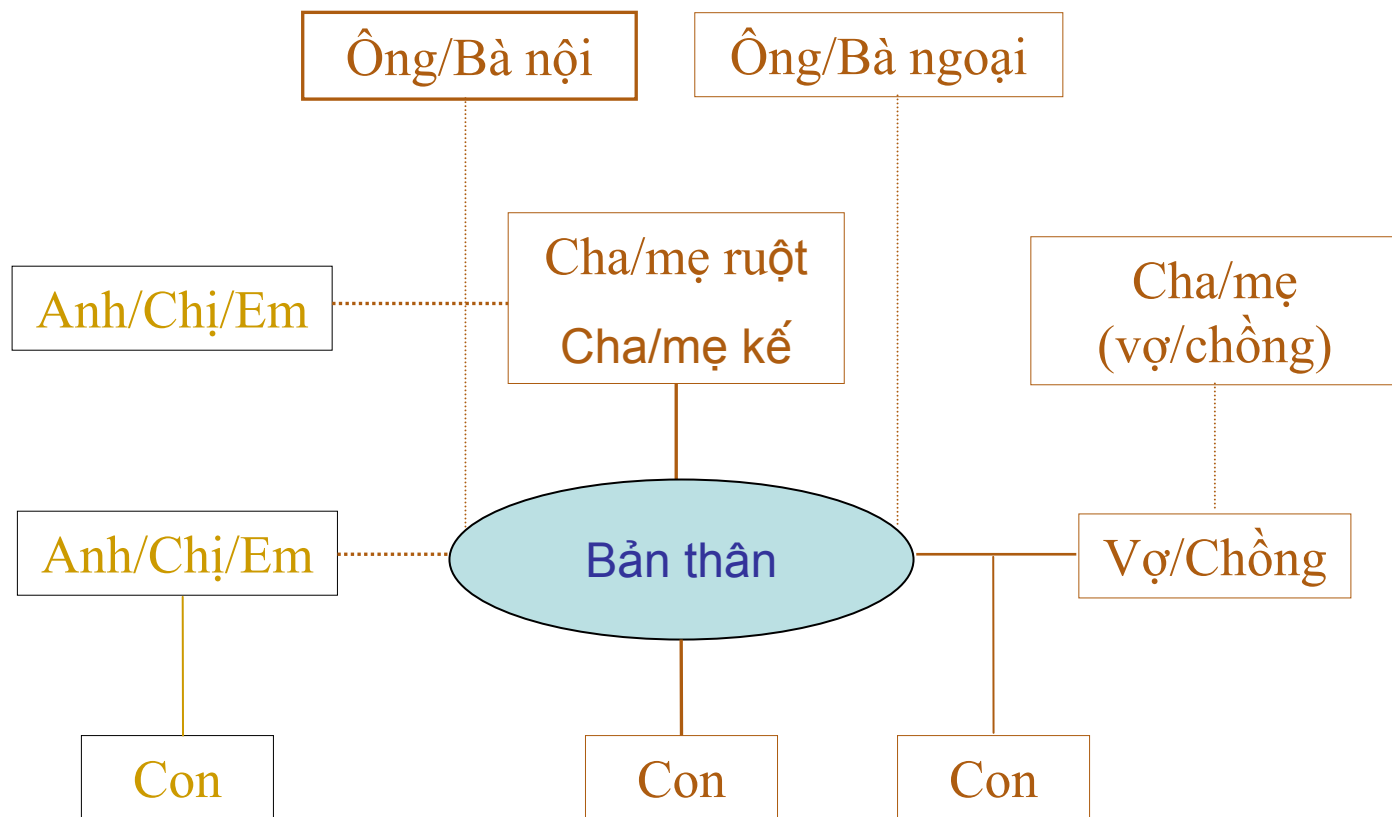 Ông/Bà nội
Ông/Bà ngoại
Cha/mẹ ruột
Cha/mẹ kế
Anh/Chị/Em
Cha/mẹ
(vợ/chồng)
Anh/Chị/Em
Bản thân
Vợ/Chồng
Con
Con
Con